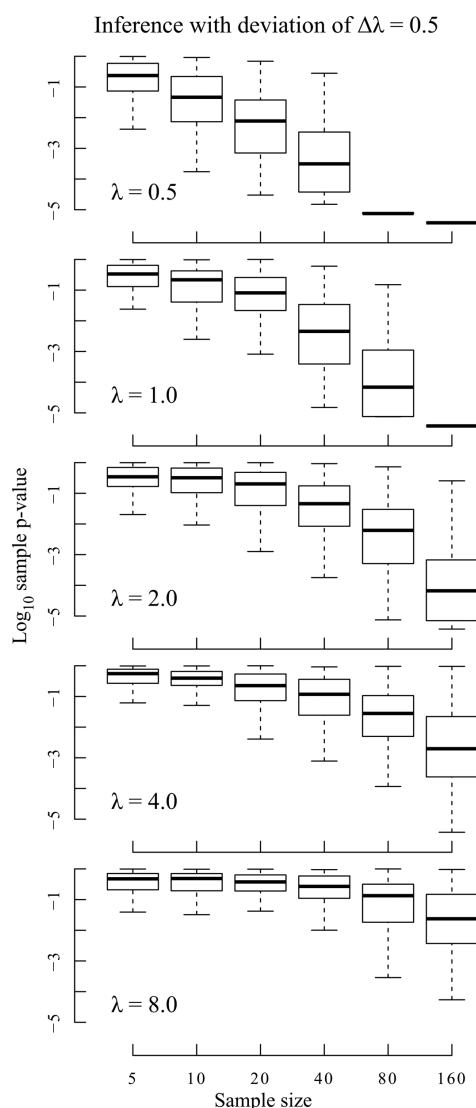 Inference with deviation of Δλ = 0.5
-1
-3
-5
λ = 0.5
-1
-3
-5
λ = 1.0
-1
-3
-5
λ = 2.0
-1
-3
-5
λ = 4.0
-1
-3
-5
λ = 8.0
Log10 sample p-value
5 10 20 40 80 160
Sample size